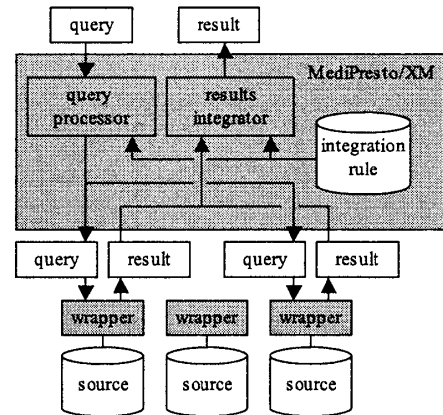 query
result
MediPresto/XM
query
processor
results
integrator
integration
rule
query
result
query
result
wrapper
wrapper
wrapper
source
source
source